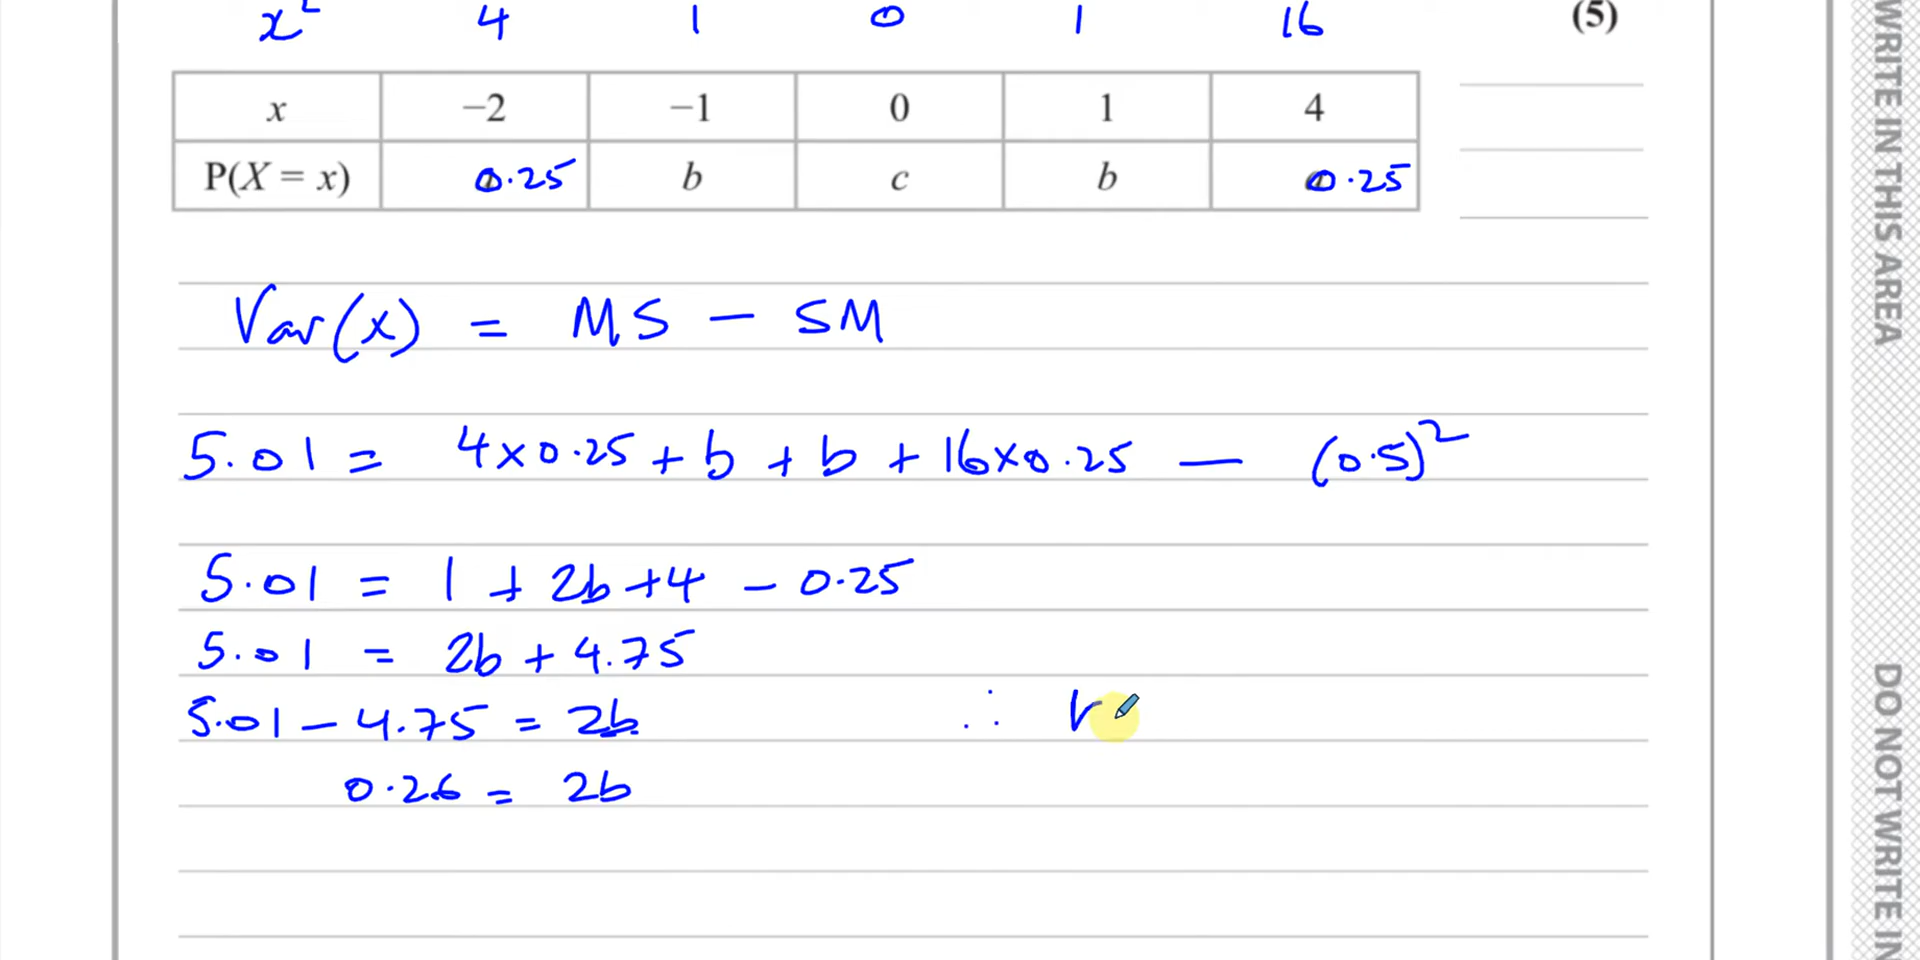 x² 4 1 0 1 16 (5)
x −2 −1 0 1 4
P(X = x) 0.25 b c b 0.25
Var(x) = MS − SM
5.01 = 4×0.25 + b + b + 16×0.25 − (0.5)²
5.01 = 1 + 2b + 4 − 0.25
5.01 = 2b + 4.75
5.01 − 4.75 = 2b
∴
0.26 = 2b
WRITE IN THIS AREA
DO NOT WRITE IN